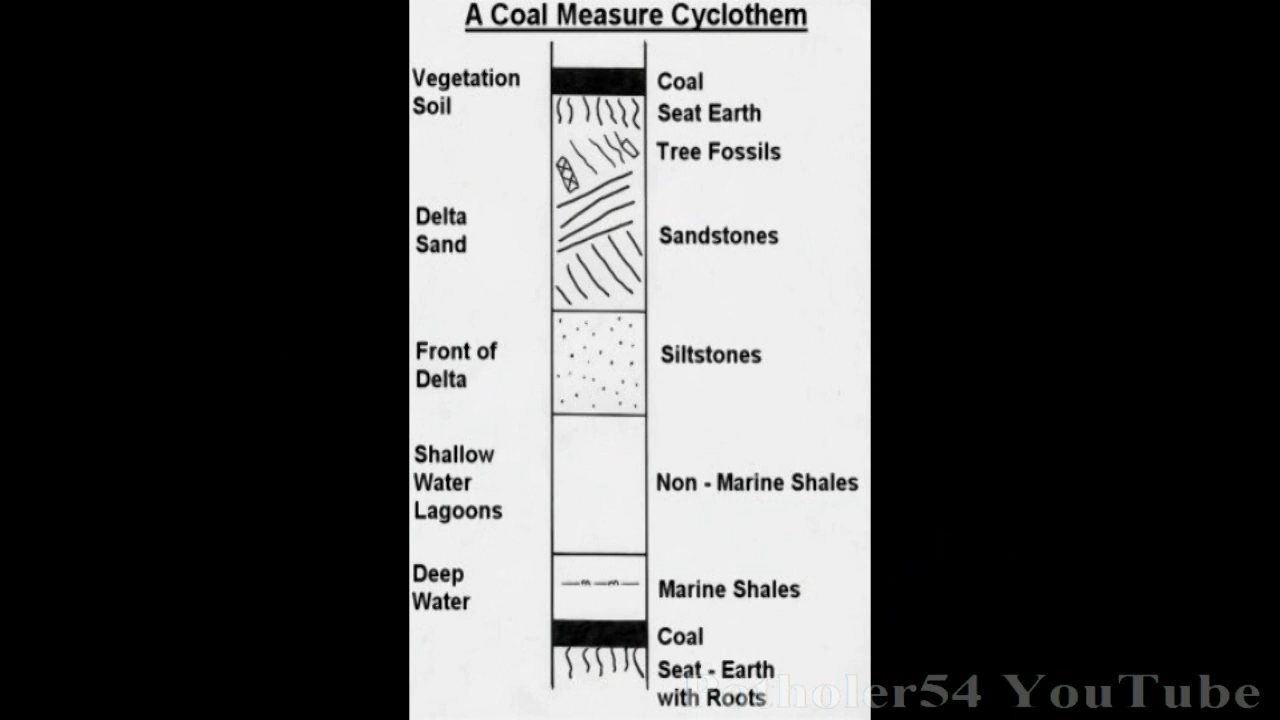 A Coal Measure Cyclothem
Vegetation
Soil
Coal
Seat Earth
Tree Fossils
Delta
Sand
Sandstones
Front of
Delta
Siltstones
Shallow
Water
Lagoons
Non - Marine Shales
Deep
Water
Marine Shales
Coal
Seat - Earth
with Roots
Potholer54 YouTube